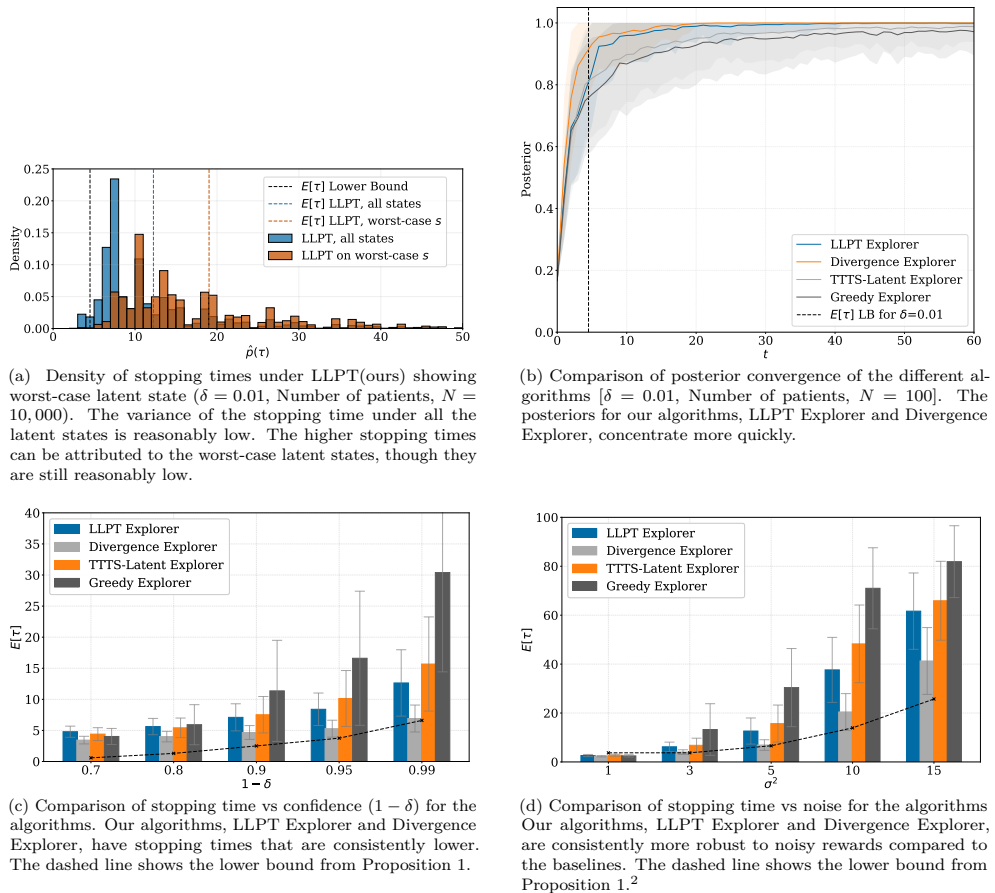 0.25
0.20
0.15
0.10
0.05
0.00
Density
0
10
20
30
40
50
p̂(τ)
E[τ] Lower Bound
E[τ] LLPT, all states
E[τ] LLPT, worst-case s
LLPT, all states
LLPT on worst-case s
(a) Density of stopping times under LLPT(ours) showing
worst-case latent state (δ = 0.01, Number of patients, N =
10,000). The variance of the stopping time under all the
latent states is reasonably low. The higher stopping times
can be attributed to the worst-case latent states, though they
are still reasonably low.
1.0
0.8
0.6
0.4
0.2
0.0
Posterior
0
10
20
30
40
50
60
t
LLPT Explorer
Divergence Explorer
TTTS-Latent Explorer
Greedy Explorer
E[τ] LB for δ=0.01
(b) Comparison of posterior convergence of the different al-
gorithms [δ = 0.01, Number of patients, N = 100]. The
posteriors for our algorithms, LLPT Explorer and Divergence
Explorer, concentrate more quickly.
40
35
30
25
20
15
10
5
0
E[τ]
LLPT Explorer
Divergence Explorer
TTTS-Latent Explorer
Greedy Explorer
0.7
0.8
0.9
0.95
0.99
1−δ
(c) Comparison of stopping time vs confidence (1 − δ) for the
algorithms. Our algorithms, LLPT Explorer and Divergence
Explorer, have stopping times that are consistently lower.
The dashed line shows the lower bound from Proposition 1.
100
80
60
40
20
0
E[τ]
LLPT Explorer
Divergence Explorer
TTTS-Latent Explorer
Greedy Explorer
1
3
5
10
15
σ²
(d) Comparison of stopping time vs noise for the algorithms
Our algorithms, LLPT Explorer and Divergence Explorer,
are consistently more robust to noisy rewards compared to
the baselines. The dashed line shows the lower bound from
Proposition 1.²